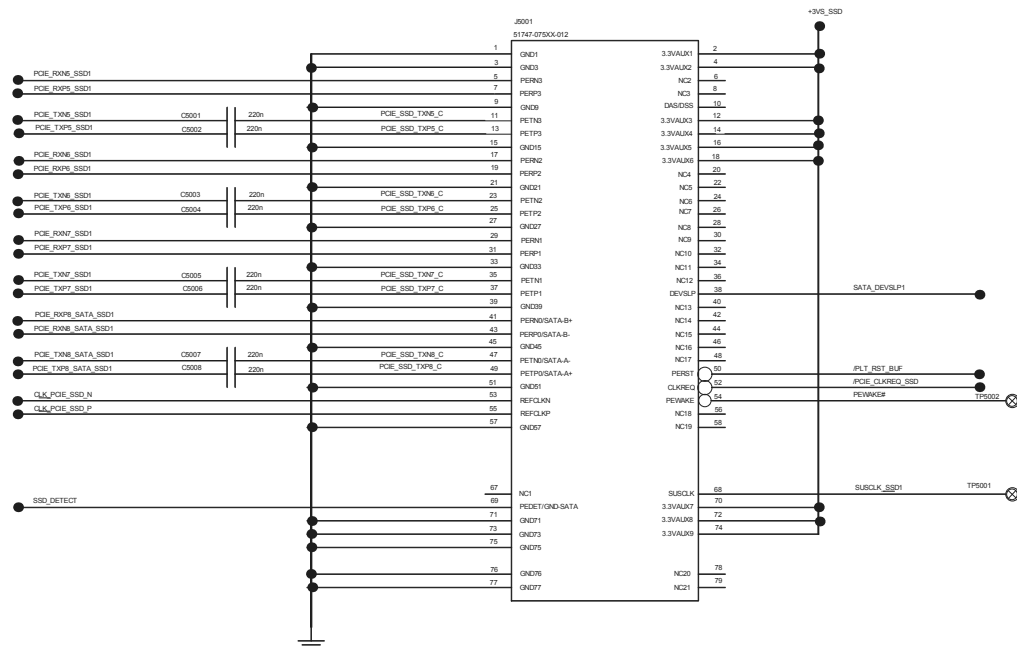 +3VS_SSD
J5001
51747-075XX-012
1 GND1 3.3VAUX1 2
3 GND3 3.3VAUX2 4
PCIE_RXN5_SSD1 5 PERN3 NC2 6
PCIE_RXP5_SSD1 7 PERP3 NC3 8
9 GND9 DAS/DSS 10
PCIE_TXN5_SSD1 C5001 220n PCIE_SSD_TXN5_C 11 PETN3 3.3VAUX3 12
PCIE_TXP5_SSD1 C5002 220n PCIE_SSD_TXP5_C 13 PETP3 3.3VAUX4 14
15 GND15 3.3VAUX5 16
PCIE_RXN6_SSD1 17 PERN2 3.3VAUX6 18
PCIE_RXP6_SSD1 19 PERP2 NC4 20
21 GND21 NC5 22
PCIE_TXN6_SSD1 C5003 220n PCIE_SSD_TXN6_C 23 PETN2 NC6 24
PCIE_TXP6_SSD1 C5004 220n PCIE_SSD_TXP6_C 25 PETP2 NC7 26
27 GND27 NC8 28
PCIE_RXN7_SSD1 29 PERN1 NC9 30
PCIE_RXP7_SSD1 31 PERP1 NC10 32
33 GND33 NC11 34
PCIE_TXN7_SSD1 C5005 220n PCIE_SSD_TXN7_C 35 PETN1 NC12 36
PCIE_TXP7_SSD1 C5006 220n PCIE_SSD_TXP7_C 37 PETP1 DEVSLP 38 SATA_DEVSLP1
39 GND39 NC13 40
PCIE_RXP8_SATA_SSD1 41 PERN0/SATA-B+ NC14 42
PCIE_RXN8_SATA_SSD1 43 PERP0/SATA-B- NC15 44
45 GND45 NC16 46
PCIE_TXN8_SATA_SSD1 C5007 220n PCIE_SSD_TXN8_C 47 PETN0/SATA-A- NC17 48
PCIE_TXP8_SATA_SSD1 C5008 220n PCIE_SSD_TXP8_C 49 PETP0/SATA-A+ PERST 50 /PLT_RST_BUF
51 GND51 CLKREQ 52 /PCIE_CLKREQ_SSD
CLK_PCIE_SSD_N 53 REFCLKN PEWAKE 54 PEWAKE# TP5002
CLK_PCIE_SSD_P 55 REFCLKP NC18 56
57 GND57 NC19 58
67 NC1 SUSCLK 68 SUSCLK_SSD1 TP5001
SSD_DETECT 69 PEDET/GND-SATA 3.3VAUX7 70
71 GND71 3.3VAUX8 72
73 GND73 3.3VAUX9 74
75 GND75
76 GND76 NC20 78
77 GND77 NC21 79